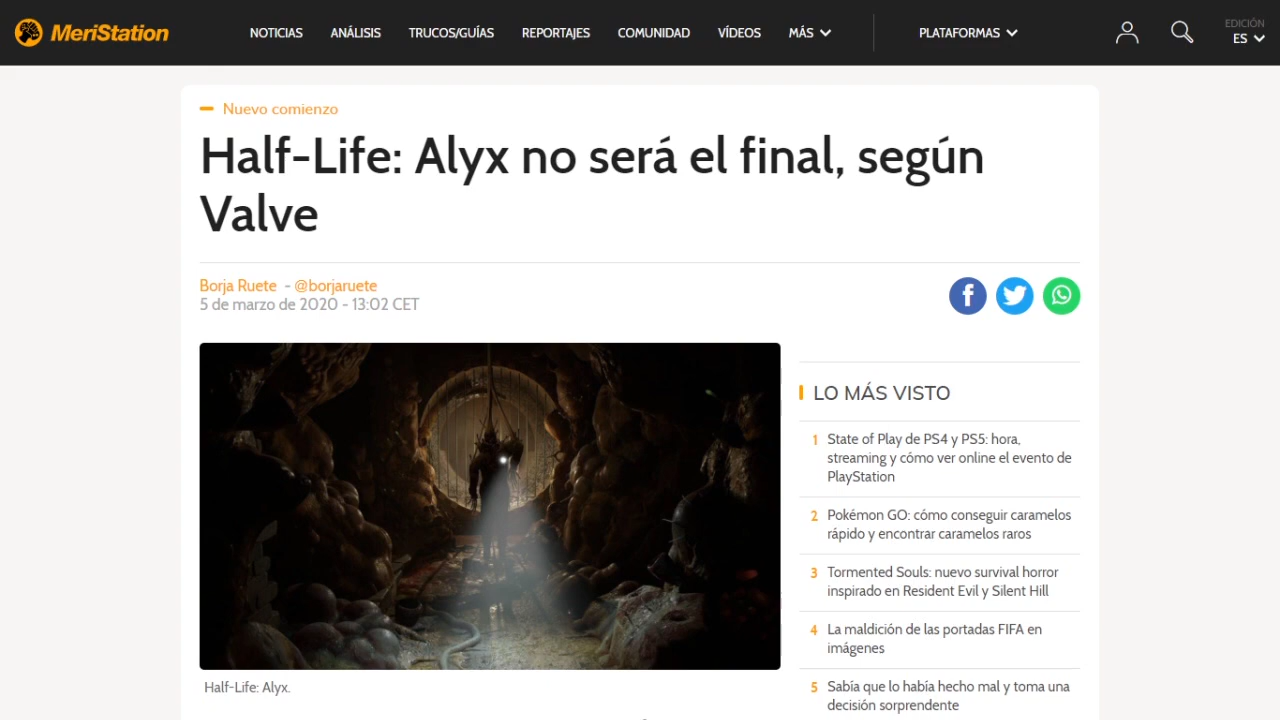 MeriStation
NOTICIAS ANÁLISIS TRUCOS/GUÍAS REPORTAJES COMUNIDAD VÍDEOS MÁS PLATAFORMAS
EDICIÓN
ES
Nuevo comienzo
Half-Life: Alyx no será el final, según
Valve
Borja Ruete - @borjaruete
5 de marzo de 2020 - 13:02 CET
Half-Life: Alyx.
LO MÁS VISTO
1 State of Play de PS4 y PS5: hora,
streaming y cómo ver online el evento de
PlayStation
2 Pokémon GO: cómo conseguir caramelos
rápido y encontrar caramelos raros
3 Tormented Souls: nuevo survival horror
inspirado en Resident Evil y Silent Hill
4 La maldición de las portadas FIFA en
imágenes
5 Sabía que lo había hecho mal y toma una
decisión sorprendente